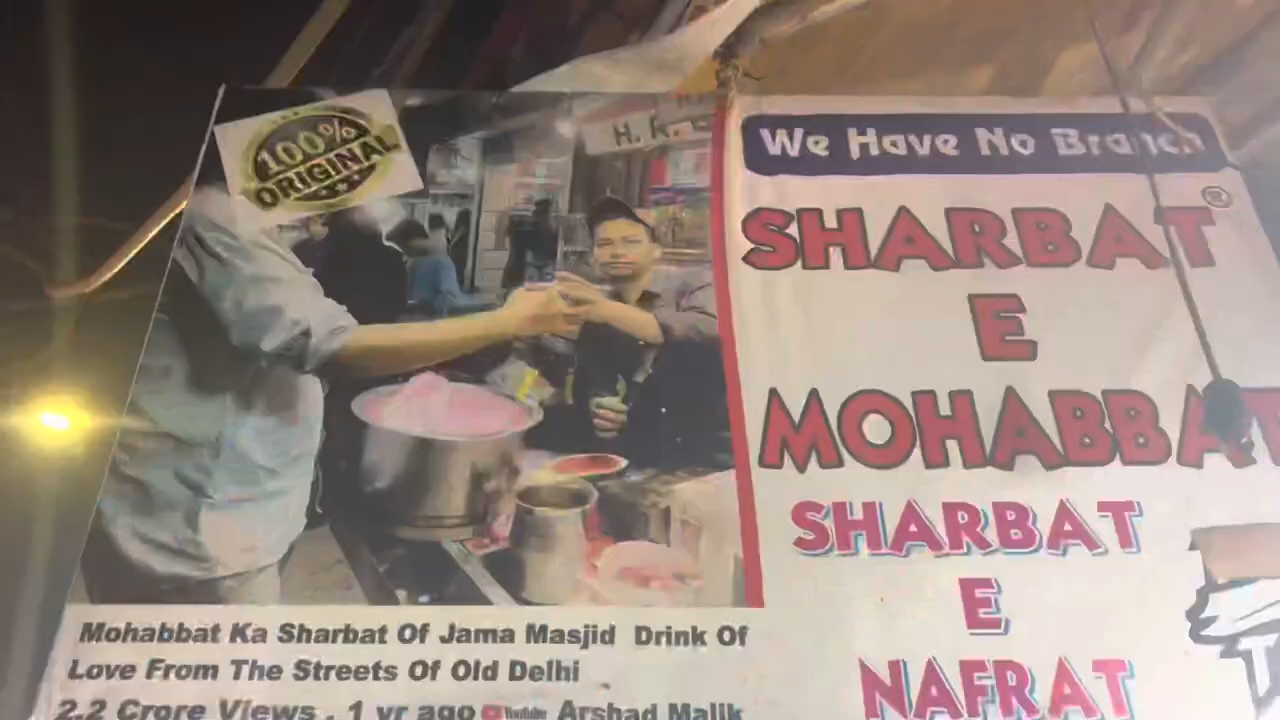 100%
ORIGINAL
H. K.
We Have No Branch
SHARBAT
E
MOHABBAT
SHARBAT
E
NAFRAT
Mohabbat Ka Sharbat Of Jama Masjid Drink Of
Love From The Streets Of Old Delhi
2.2 Crore Views . 1 yr ago YouTube Arshad Malik